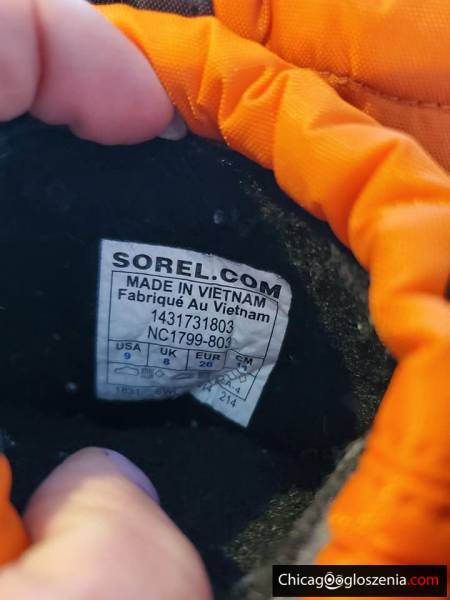 SOREL.COM
MADE IN VIETNAM
Fabriqué Au Vietnam
1431731803
NC1799-803
USA UK EUR CM
9 8 26
214
Chicagoogloszenia.com